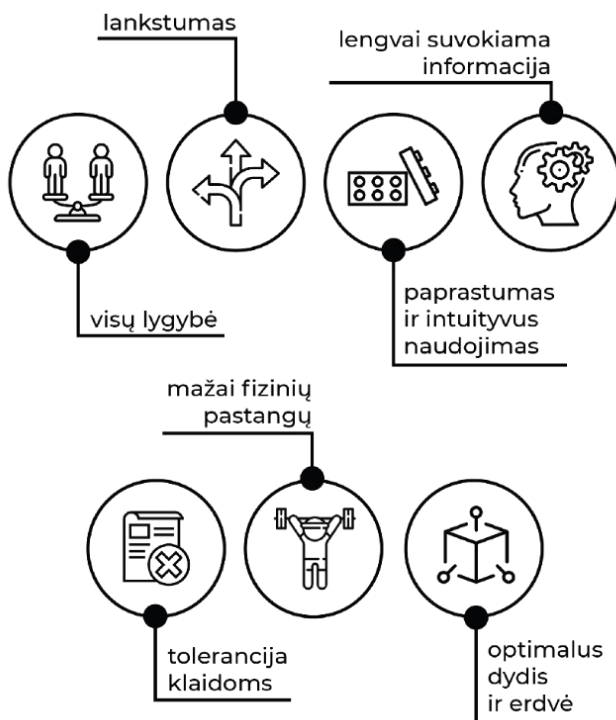 lankstumas
lengvai suvokiama
informacija
visų lygybė
paprastumas
ir intuityvus
naudojimas
mažai fizinių
pastangų
tolerancija
klaidoms
optimalus
dydis
ir erdvė